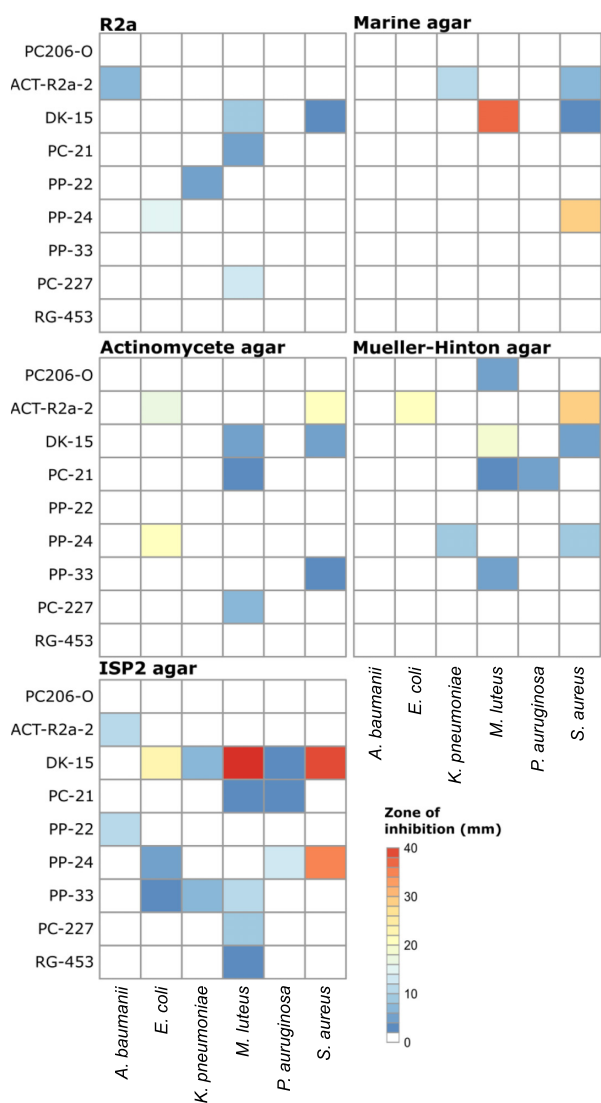 R2a
Marine agar
PC206-O
ACT-R2a-2
DK-15
PC-21
PP-22
PP-24
PP-33
PC-227
RG-453
Actinomycete agar
Mueller-Hinton agar
PC206-O
ACT-R2a-2
DK-15
PC-21
PP-22
PP-24
PP-33
PC-227
RG-453
ISP2 agar
A. baumanii
E. coli
K. pneumoniae
M. luteus
P. auruginosa
S. aureus
PC206-O
ACT-R2a-2
DK-15
PC-21
PP-22
PP-24
PP-33
PC-227
RG-453
Zone of
inhibition (mm)
40
30
20
10
0
A. baumanii
E. coli
K. pneumoniae
M. luteus
P. auruginosa
S. aureus